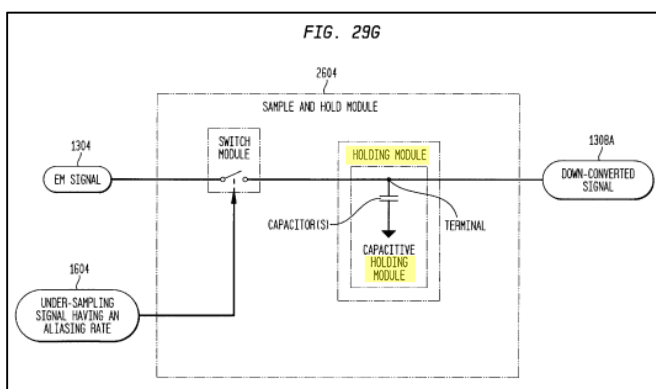 FIG. 29G
2604
SAMPLE AND HOLD MODULE
SWITCH
MODULE
1304
EM SIGNAL
HOLDING MODULE
1308A
DOWN-CONVERTED
SIGNAL
CAPACITOR(S)
TERMINAL
CAPACITIVE
HOLDING
MODULE
1604
UNDER-SAMPLING
SIGNAL HAVING AN
ALIASING RATE